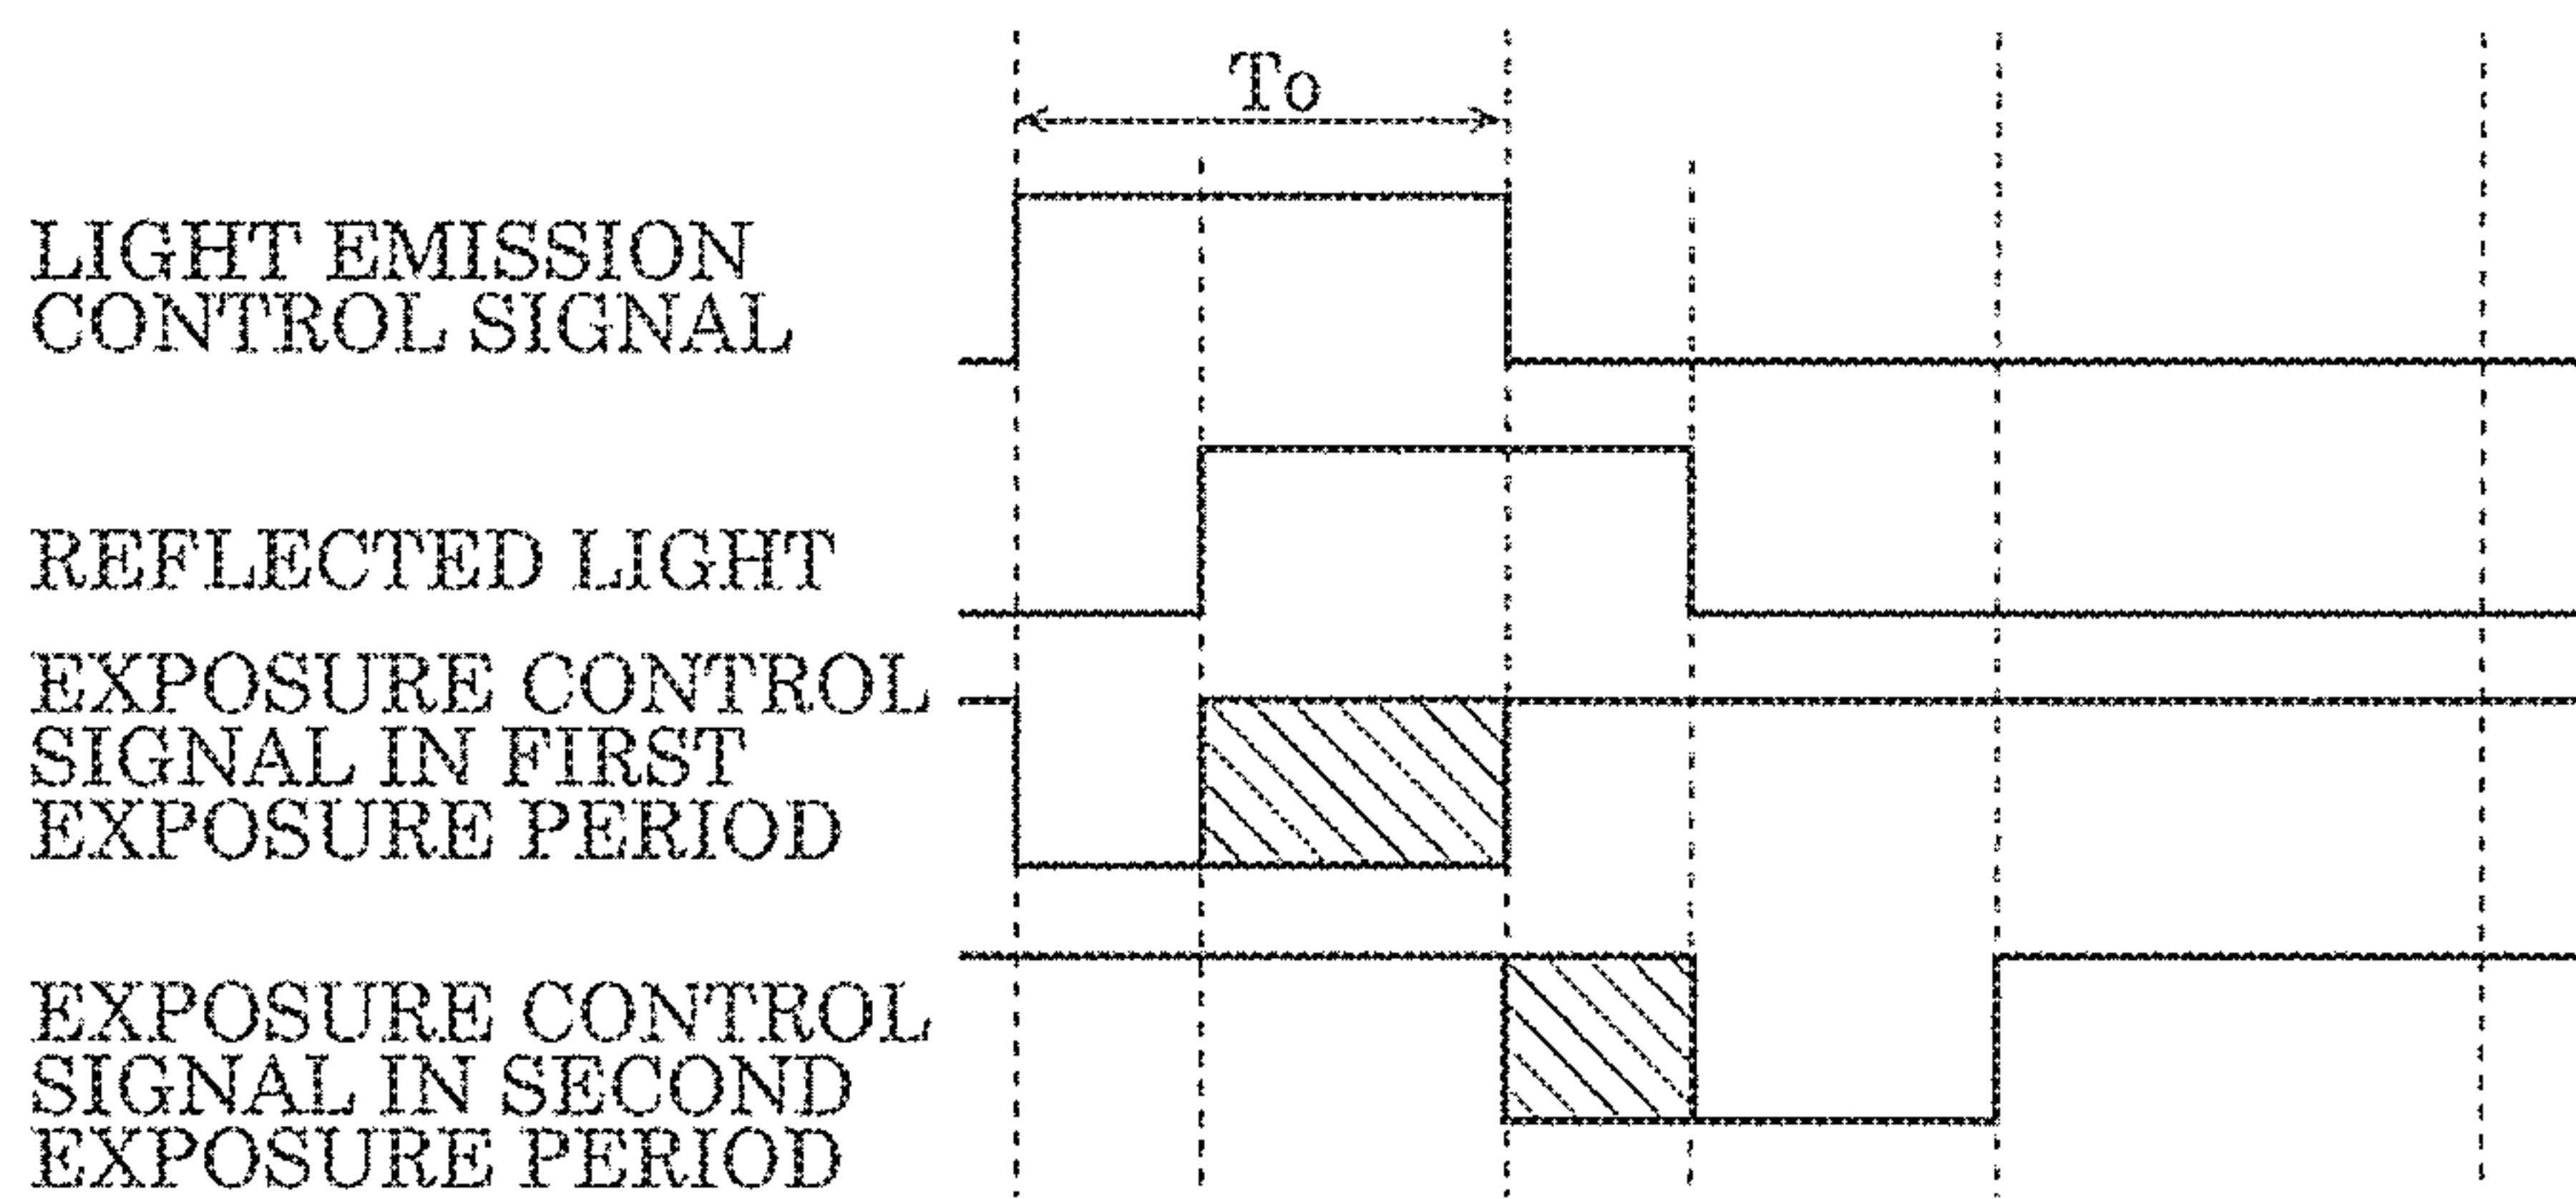 To
LIGHT EMISSION
CONTROL SIGNAL
REFLECTED LIGHT
EXPOSURE CONTROL
SIGNAL IN FIRST
EXPOSURE PERIOD
EXPOSURE CONTROL
SIGNAL IN SECOND
EXPOSURE PERIOD